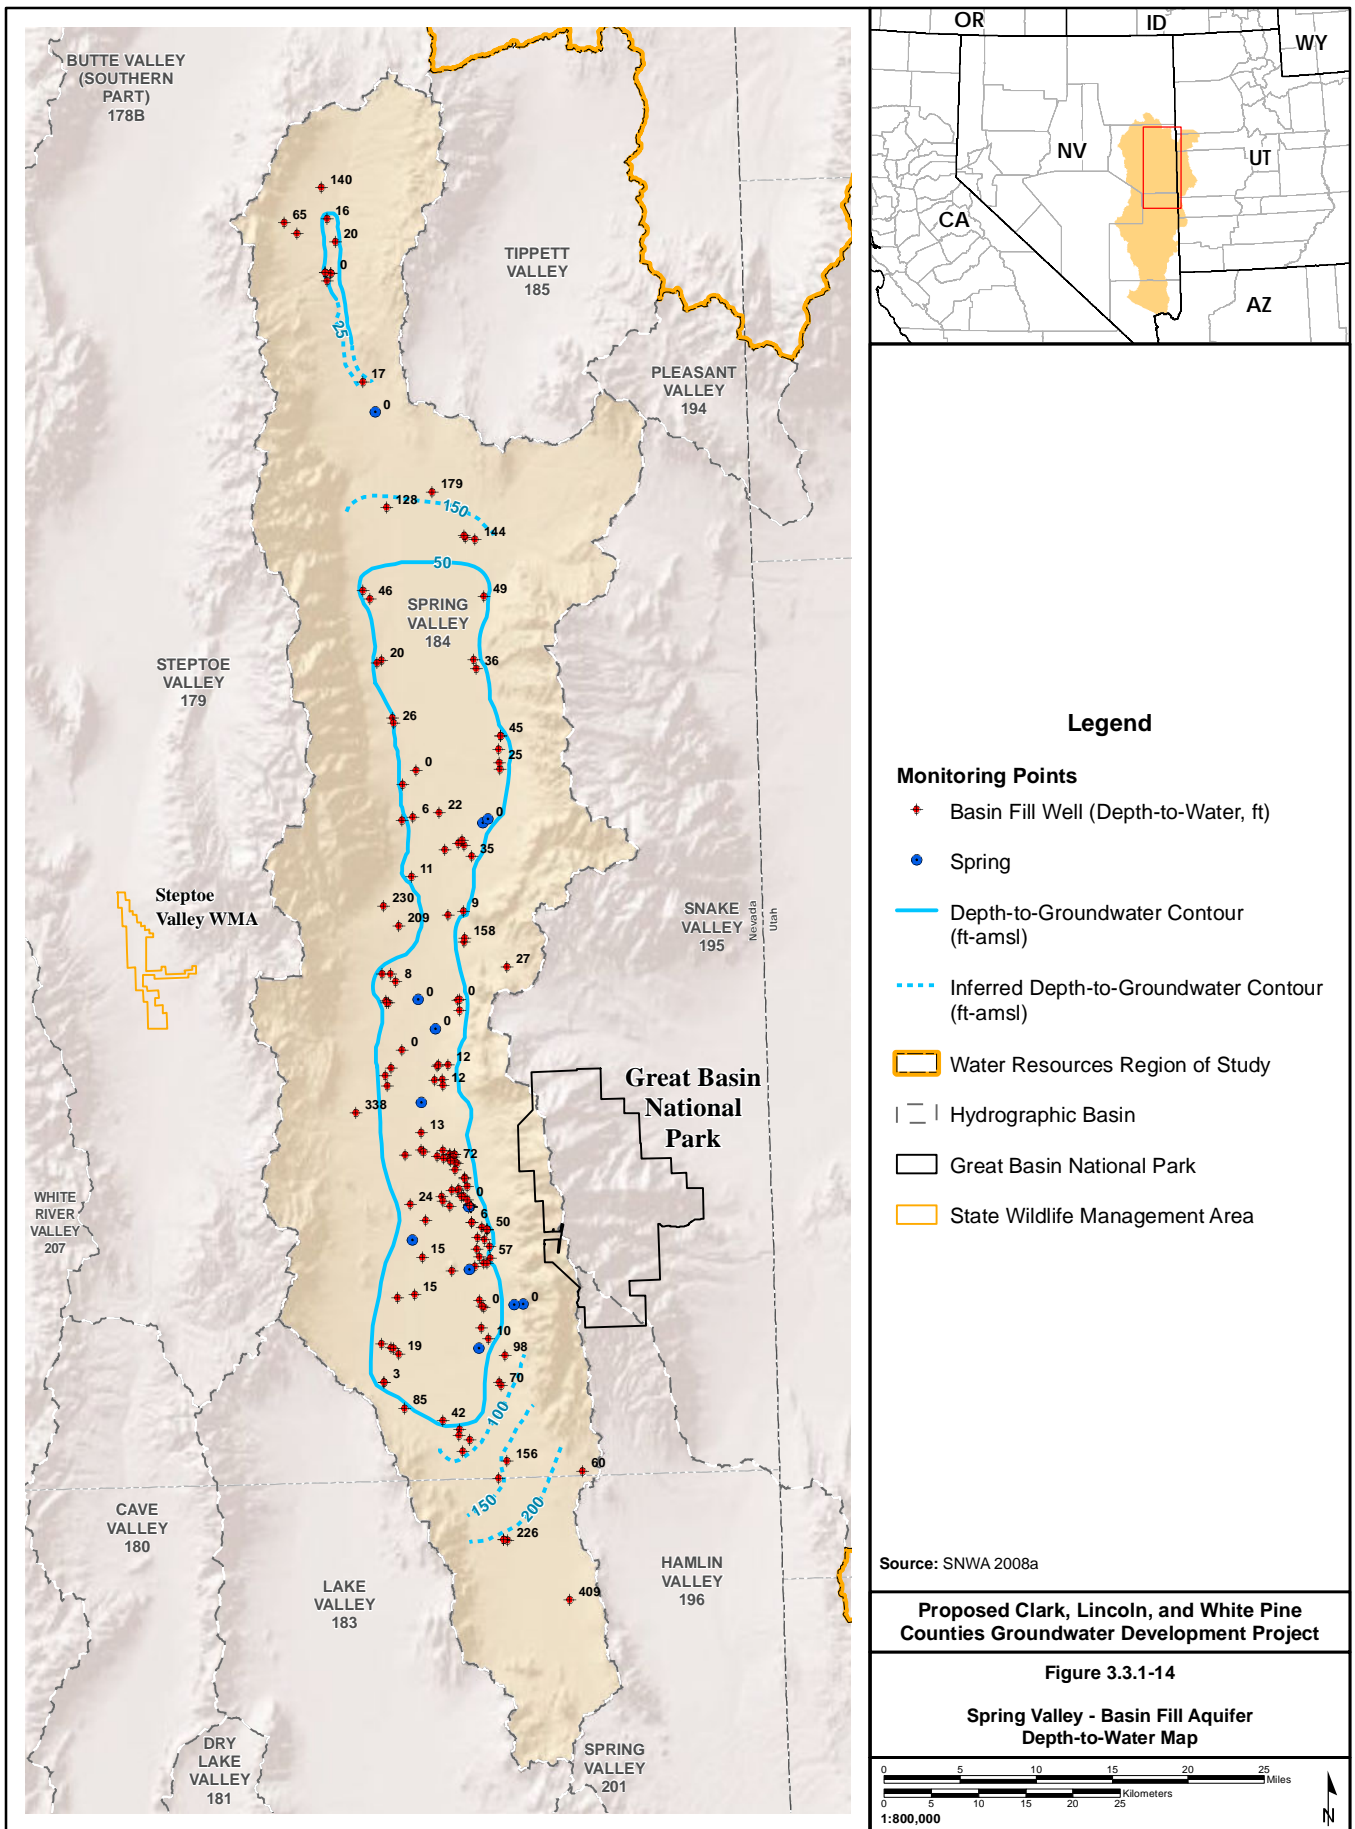 BUTTE VALLEY
(SOUTHERN
PART)
178B
140
16
65
20
0
25
17
0
TIPPETT
VALLEY
185
PLEASANT
VALLEY
194
179
128
150
144
50
46
49
SPRING
VALLEY
184
20
36
STEPTOE
VALLEY
179
26
45
25
0
6
22
0
35
11
Steptoe
Valley WMA
230
209
9
158
SNAKE
VALLEY
195
Nevada
Utah
27
8
0
0
0
0
12
12
Great Basin
National
Park
338
13
72
WHITE
RIVER
VALLEY
207
24
0
6
50
15
57
15
0
0
10
19
98
3
70
85
42
100
156
60
150
200
226
CAVE
VALLEY
180
LAKE
VALLEY
183
HAMLIN
VALLEY
196
409
DRY
LAKE
VALLEY
181
SPRING
VALLEY
201
OR
ID
WY
NV
UT
CA
AZ
Legend
Monitoring Points
Basin Fill Well (Depth-to-Water, ft)
Spring
Depth-to-Groundwater Contour
(ft-amsl)
Inferred Depth-to-Groundwater Contour
(ft-amsl)
Water Resources Region of Study
Hydrographic Basin
Great Basin National Park
State Wildlife Management Area
Source: SNWA 2008a
Proposed Clark, Lincoln, and White Pine
Counties Groundwater Development Project
Figure 3.3.1-14
Spring Valley - Basin Fill Aquifer
Depth-to-Water Map
0 5 10 15 20 25
Miles
Kilometers
0 5 10 15 20 25
1:800,000
N